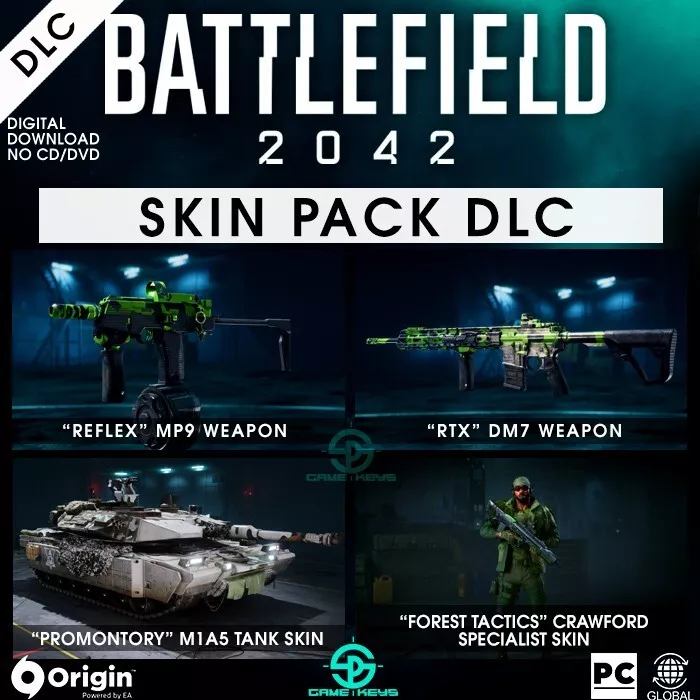 DLC
BATTLEFIELD
2042
DIGITAL
DOWNLOAD
NO CD/DVD
SKIN PACK DLC
“REFLEX” MP9 WEAPON
“RTX” DM7 WEAPON
GAME KEYS
“PROMONTORY” M1A5 TANK SKIN
“FOREST TACTICS” CRAWFORD
SPECIALIST SKIN
Origin™
Powered by EA
GAME KEYS
PC
GLOBAL